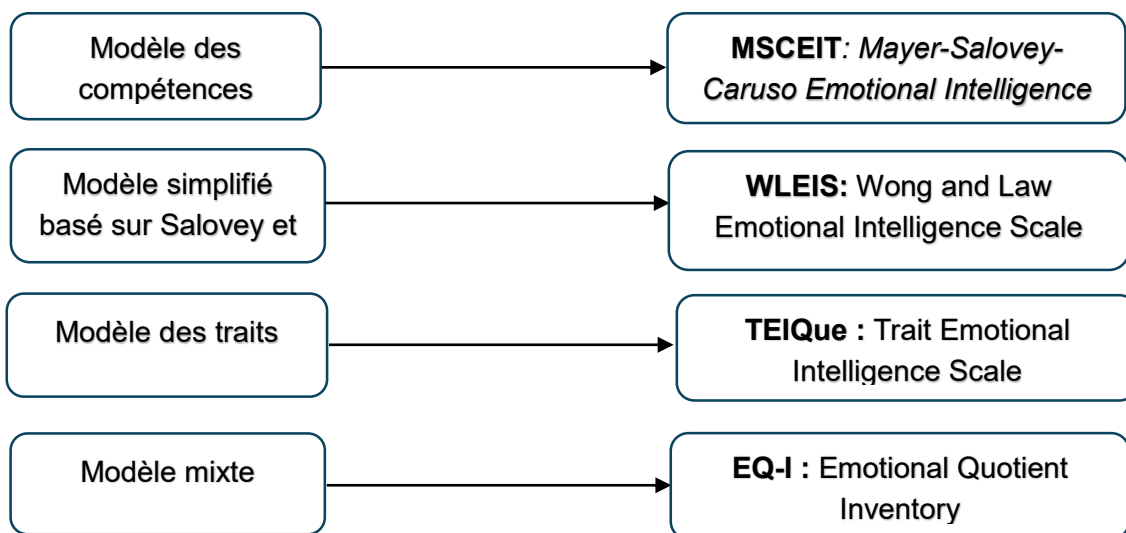 Modèle des
compétences
MSCEIT: Mayer-Salovey-
Caruso Emotional Intelligence
Modèle simplifié
basé sur Salovey et
WLEIS: Wong and Law
Emotional Intelligence Scale
Modèle des traits
TEIQue : Trait Emotional
Intelligence Scale
Modèle mixte
EQ-I : Emotional Quotient
Inventory